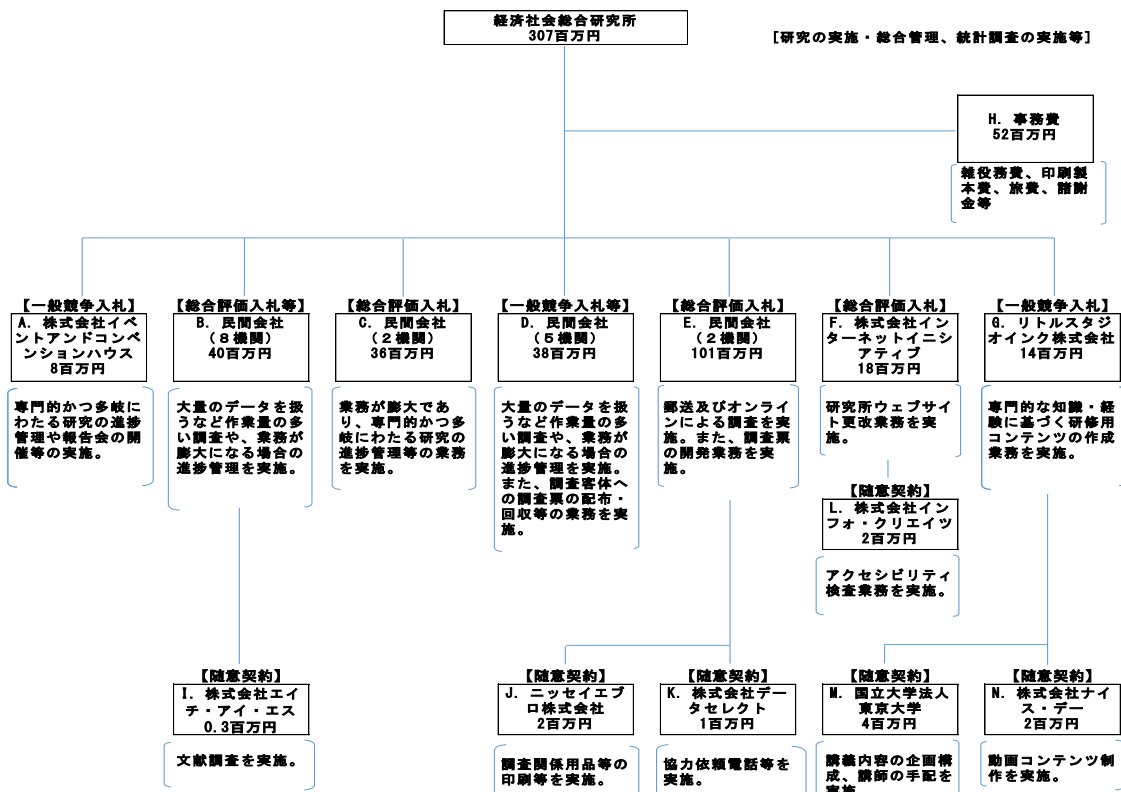 経済社会総合研究所
307百万円
[研究の実施・総合管理、統計調査の実施等]
H. 事務費
52百万円
雑役務費、印刷製
本費、旅費、諸謝
金等
【一般競争入札】
A. 株式会社イベ
ントアンドコンベ
ンションハウス
8百万円
専門的かつ多岐に
わたる研究の進捗
管理や報告会の開
催等の実施。
【総合評価入札等】
B. 民間会社
（８機関）
40百万円
大量のデータを扱
うなど作業量の多
い調査や、業務が
膨大になる場合の
進捗管理を実施。
【総合評価入札】
C. 民間会社
（２機関）
36百万円
業務が膨大であ
り、専門的かつ多
岐にわたる研究の
進捗管理等の業務
を実施。
【一般競争入札等】
D. 民間会社
（５機関）
38百万円
大量のデータを扱
うなど作業量の多
い調査や、業務が
膨大になる場合の
進捗管理を実施。
また、調査客体へ
の調査票の配布・
回収等の業務を実
施。
【総合評価入札】
E. 民間会社
（２機関）
101百万円
郵送及びオンライ
ンによる調査を実
施。また、調査票
の開発業務を実
施。
【総合評価入札】
F. 株式会社イン
ターネットイニシ
アティブ
18百万円
研究所ウェブサイ
ト更改業務を実
施。
【一般競争入札】
G. リトルスタジ
オインク株式会社
14百万円
専門的な知識・経
験に基づく研修用
コンテンツの作成
業務を実施。
【随意契約】
L. 株式会社イン
フォ・クリエイツ
2百万円
アクセシビリティ
検査業務を実施。
【随意契約】
I. 株式会社エイ
チ・アイ・エス
0.3百万円
文献調査を実施。
【随意契約】
J. ニッセイエブ
ロ株式会社
2百万円
調査関係用品等の
印刷等を実施。
【随意契約】
K. 株式会社デー
タセレクト
1百万円
協力依頼電話等を
実施。
【随意契約】
M. 国立大学法人
東京大学
4百万円
講義内容の企画構
成、講師の手配を
実施
【随意契約】
N. 株式会社ナイ
ス・デー
2百万円
動画コンテンツ制
作を実施。